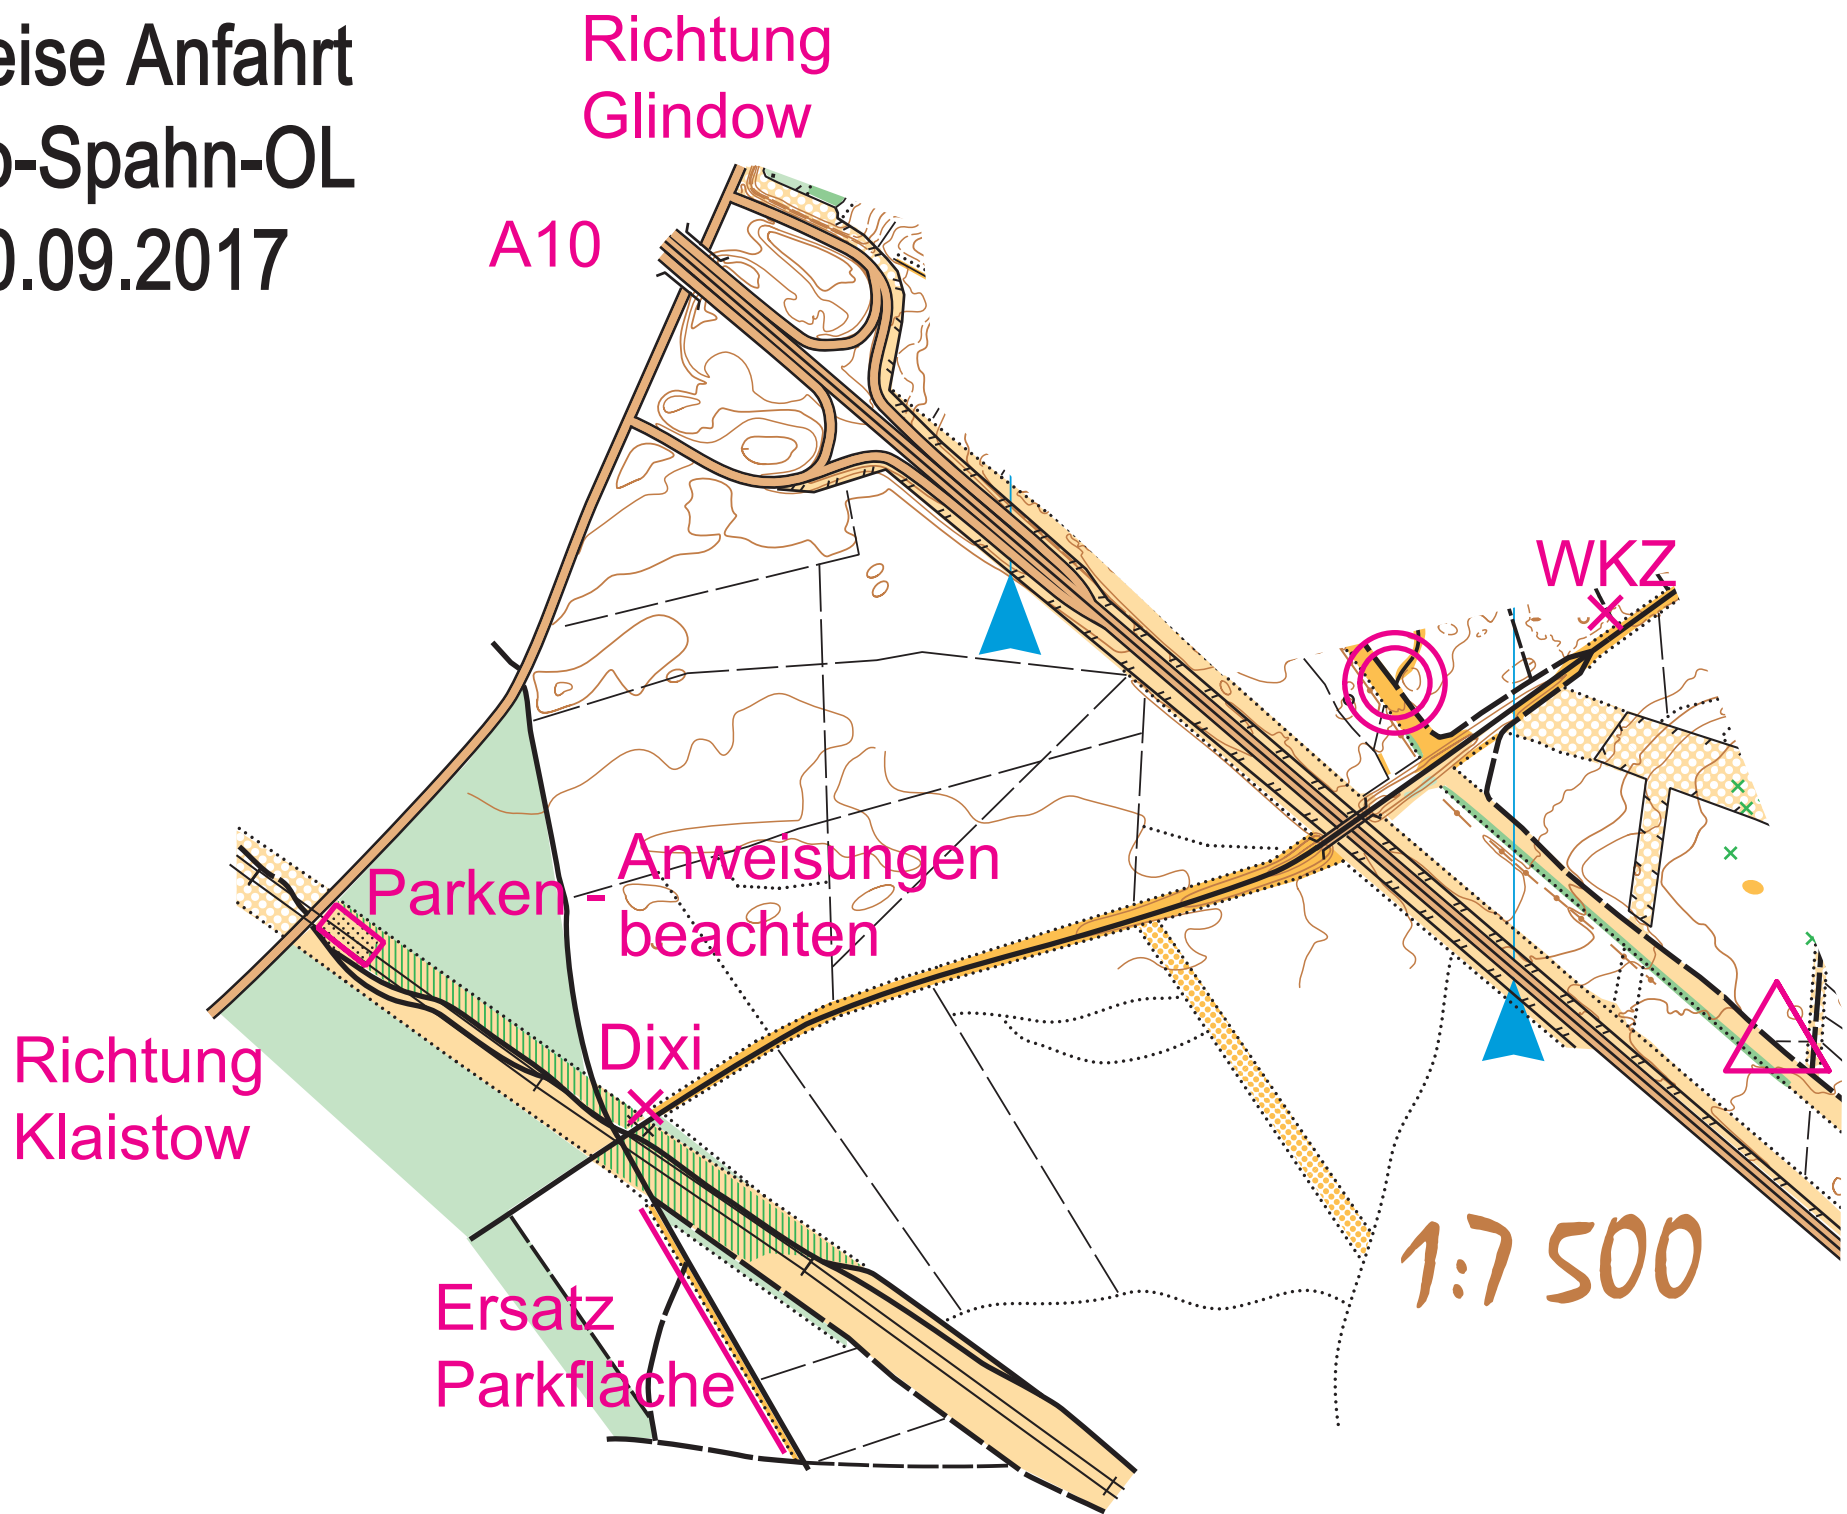 eise Anfahrt
o-Spahn-OL
0.09.2017
Richtung
Glindow
A10
WKZ
Parken -
Anweisungen
beachten
Dixi
Richtung
Klaistow
Ersatz
Parkfläche
1:7 500